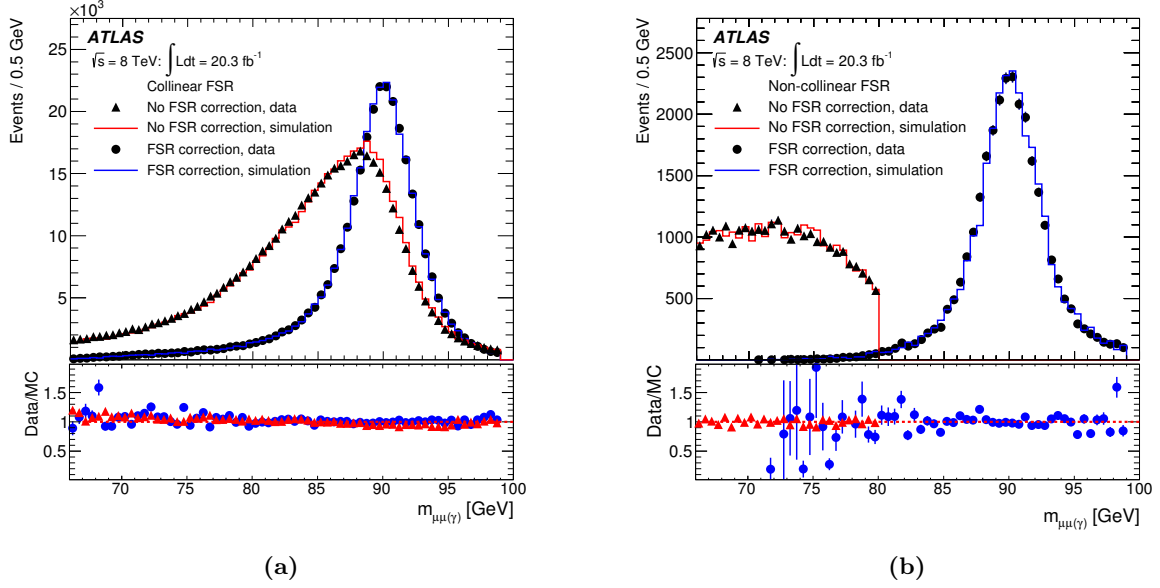 ×10³
ATLAS
√s = 8 TeV: ∫ Ldt = 20.3 fb⁻¹
Collinear FSR
No FSR correction, data
No FSR correction, simulation
FSR correction, data
FSR correction, simulation
Events / 0.5 GeV
25
20
15
10
5
Data/MC
1.5
1
0.5
70 75 80 85 90 95 100
mμμ(γ) [GeV]
(a)
ATLAS
√s = 8 TeV: ∫ Ldt = 20.3 fb⁻¹
Non-collinear FSR
No FSR correction, data
No FSR correction, simulation
FSR correction, data
FSR correction, simulation
Events / 0.5 GeV
2500
2000
1500
1000
500
Data/MC
1.5
1
0.5
70 75 80 85 90 95 100
mμμ(γ) [GeV]
(b)